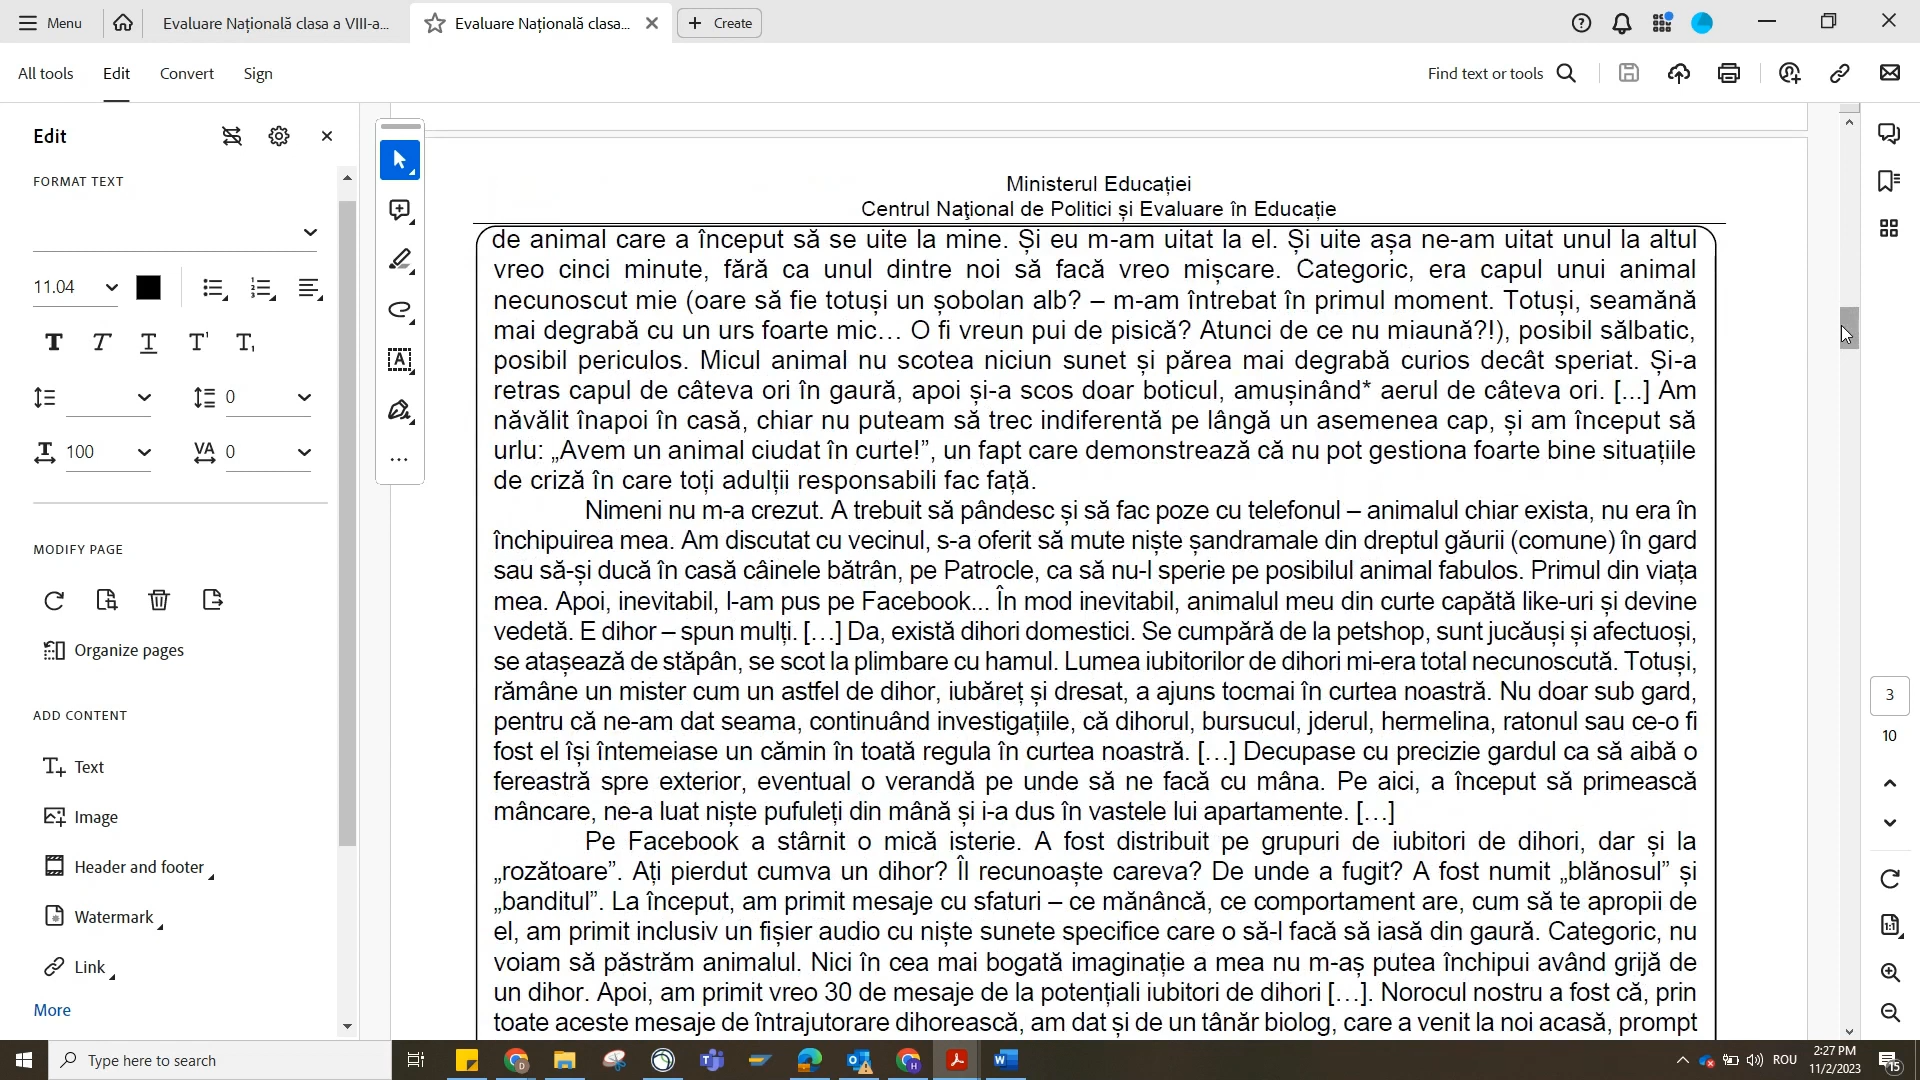 Menu
Evaluare Națională clasa a VIII-a...
Evaluare Națională clasa...
Create
All tools
Edit
Convert
Sign
Find text or tools
Edit
FORMAT TEXT
11.04
0
100
0
MODIFY PAGE
Organize pages
ADD CONTENT
Text
Image
Header and footer
Watermark
Link
More
Ministerul Educației
Centrul Naţional de Politici și Evaluare în Educație
de animal care a început să se uite la mine. Și eu m-am uitat la el. Și uite așa ne-am uitat unul la altul
vreo cinci minute, fără ca unul dintre noi să facă vreo mișcare. Categoric, era capul unui animal
necunoscut mie (oare să fie totuși un șobolan alb? – m-am întrebat în primul moment. Totuși, seamănă
mai degrabă cu un urs foarte mic… O fi vreun pui de pisică? Atunci de ce nu miaună?!), posibil sălbatic,
posibil periculos. Micul animal nu scotea niciun sunet și părea mai degrabă curios decât speriat. Și-a
retras capul de câteva ori în gaură, apoi și-a scos doar boticul, amușinând* aerul de câteva ori. [...] Am
năvălit înapoi în casă, chiar nu puteam să trec indiferentă pe lângă un asemenea cap, și am început să
urlu: „Avem un animal ciudat în curte!”, un fapt care demonstrează că nu pot gestiona foarte bine situațiile
de criză în care toți adulții responsabili fac față.
Nimeni nu m-a crezut. A trebuit să pândesc și să fac poze cu telefonul – animalul chiar exista, nu era în
închipuirea mea. Am discutat cu vecinul, s-a oferit să mute niște șandramale din dreptul găurii (comune) în gard
sau să-și ducă în casă câinele bătrân, pe Patrocle, ca să nu-l sperie pe posibilul animal fabulos. Primul din viața
mea. Apoi, inevitabil, l-am pus pe Facebook... În mod inevitabil, animalul meu din curte capătă like-uri și devine
vedetă. E dihor – spun mulți. […] Da, există dihori domestici. Se cumpără de la petshop, sunt jucăuși și afectuoși,
se atașează de stăpân, se scot la plimbare cu hamul. Lumea iubitorilor de dihori mi-era total necunoscută. Totuși,
rămâne un mister cum un astfel de dihor, iubăreț și dresat, a ajuns tocmai în curtea noastră. Nu doar sub gard,
pentru că ne-am dat seama, continuând investigațiile, că dihorul, bursucul, jderul, hermelina, ratonul sau ce-o fi
fost el își întemeiase un cămin în toată regula în curtea noastră. […] Decupase cu precizie gardul ca să aibă o
fereastră spre exterior, eventual o verandă pe unde să ne facă cu mâna. Pe aici, a început să primească
mâncare, ne-a luat niște pufuleți din mână și i-a dus în vastele lui apartamente. […]
Pe Facebook a stârnit o mică isterie. A fost distribuit pe grupuri de iubitori de dihori, dar și la
„rozătoare”. Ați pierdut cumva un dihor? Îl recunoaște careva? De unde a fugit? A fost numit „blănosul” și
„banditul”. La început, am primit mesaje cu sfaturi – ce mănâncă, ce comportament are, cum să te apropii de
el, am primit inclusiv un fișier audio cu niște sunete specifice care o să-l facă să iasă din gaură. Categoric, nu
voiam să păstrăm animalul. Nici în cea mai bogată imaginație a mea nu m-aș putea închipui având grijă de
un dihor. Apoi, am primit vreo 30 de mesaje de la potențiali iubitori de dihori […]. Norocul nostru a fost că, prin
toate aceste mesaje de întrajutorare dihorească, am dat și de un tânăr biolog, care a venit la noi acasă, prompt
3
10
Type here to search
ROU
2:27 PM
11/2/2023
15